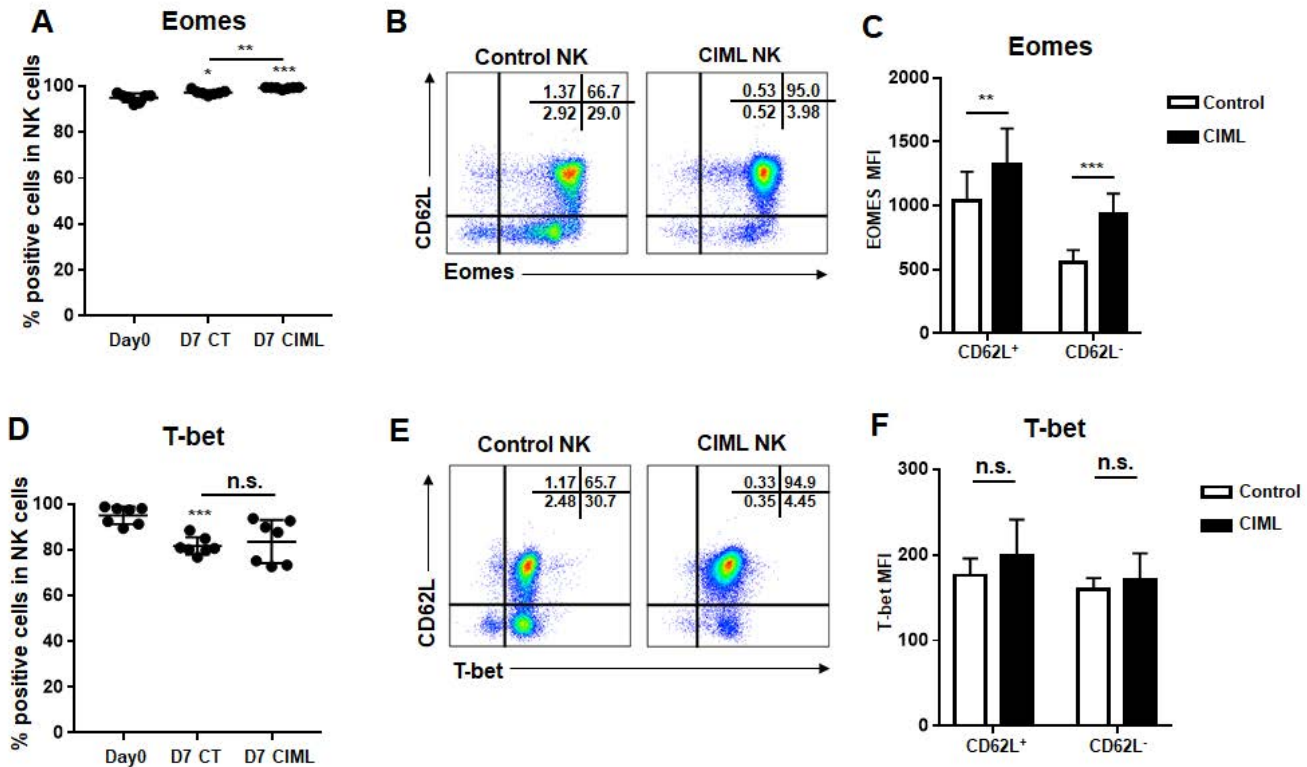 A
Eomes
% positive cells in NK cells
100
80
60
40
20
0
**
*
***
Day0 D7 CT D7 CIML
B
Control NK
CIML NK
1.37 66.7
2.92 29.0
0.53 95.0
0.52 3.98
CD62L
Eomes
C
Eomes
EOMES MFI
2000
1500
1000
500
0
**
***
Control
CIML
CD62L⁺ CD62L⁻
D
T-bet
% positive cells in NK cells
100
80
60
40
20
0
n.s.
***
Day0 D7 CT D7 CIML
E
Control NK
CIML NK
1.17 65.7
2.48 30.7
0.33 94.9
0.35 4.45
CD62L
T-bet
F
T-bet
T-bet MFI
300
200
100
0
n.s.
n.s.
Control
CIML
CD62L⁺ CD62L⁻